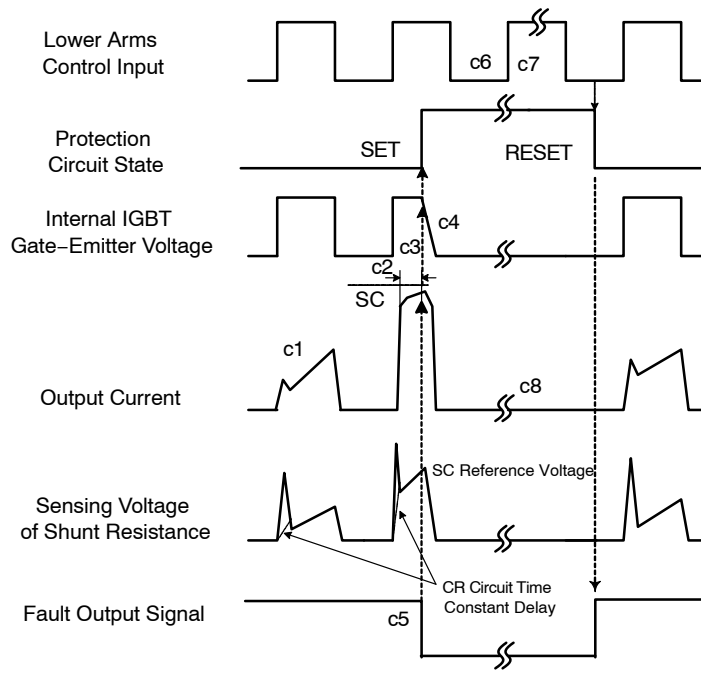 Lower Arms
Control Input
c6
c7
Protection
Circuit State
SET
RESET
Internal IGBT
Gate−Emitter Voltage
c4
c3
c2
SC
c1
Output Current
c8
SC Reference Voltage
Sensing Voltage
of Shunt Resistance
CR Circuit Time
Constant Delay
Fault Output Signal
c5